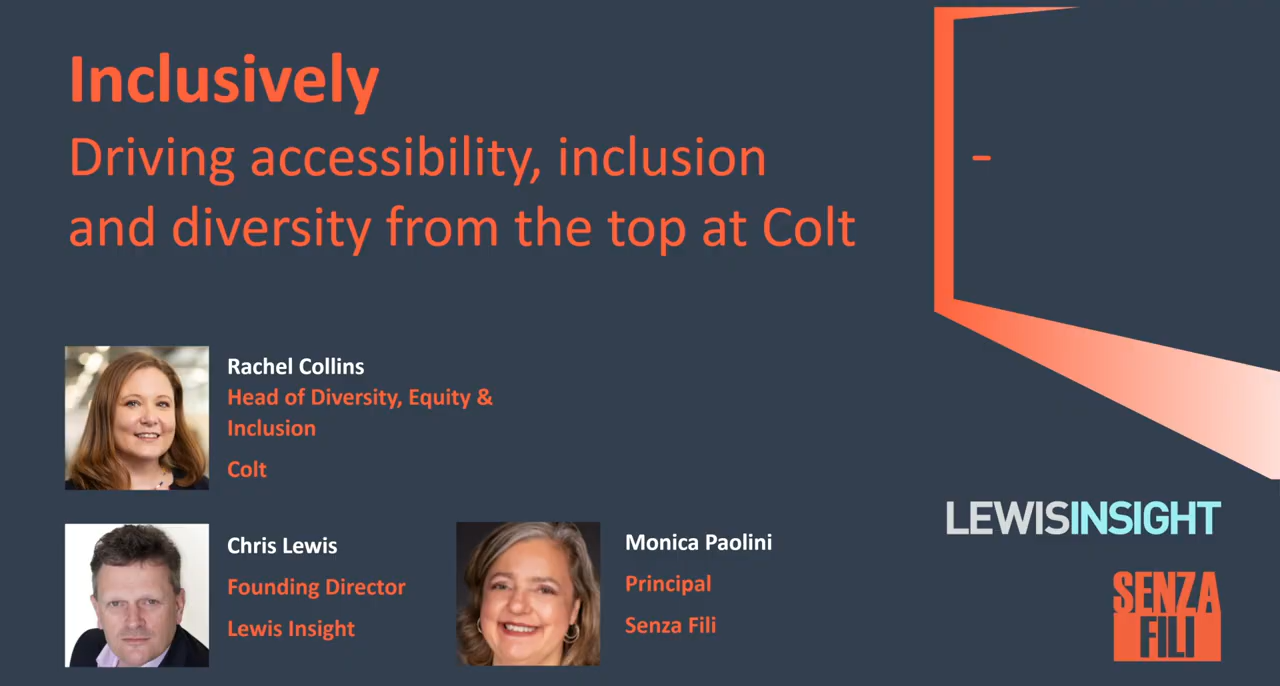 Inclusively
Driving accessibility, inclusion
and diversity from the top at Colt
Rachel Collins
Head of Diversity, Equity &
Inclusion
Colt
Chris Lewis
Founding Director
Lewis Insight
Monica Paolini
Principal
Senza Fili
LEWISINSIGHT
SENZA
FILI